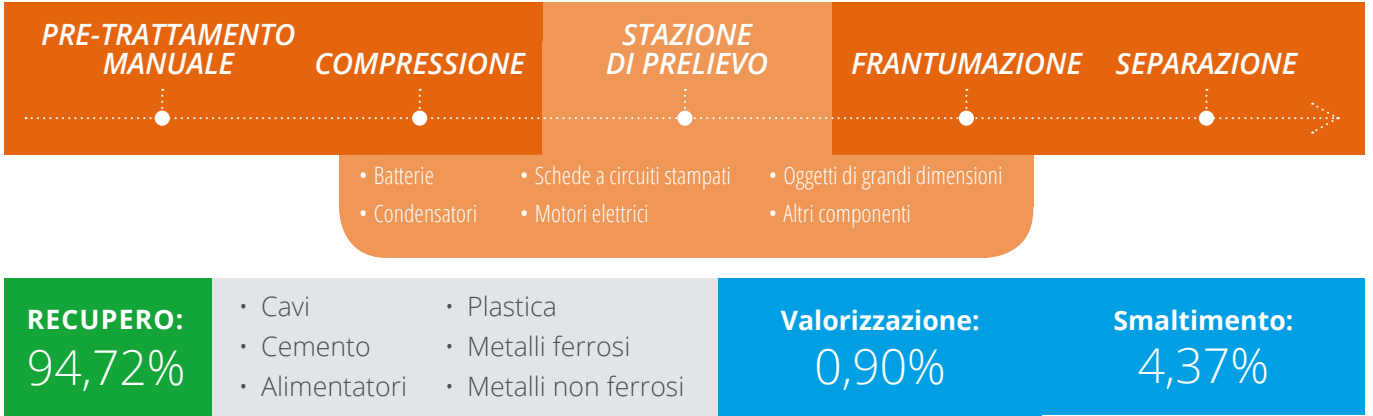 PRE-TRATTAMENTO
MANUALE
COMPRESSIONE
STAZIONE
DI PRELIEVO
FRANTUMAZIONE
SEPARAZIONE
• Batterie
• Condensatori
• Schede a circuiti stampati
• Motori elettrici
• Oggetti di grandi dimensioni
• Altri componenti
RECUPERO:
94,72%
• Cavi
• Cemento
• Alimentatori
• Plastica
• Metalli ferrosi
• Metalli non ferrosi
Valorizzazione:
0,90%
Smaltimento:
4,37%